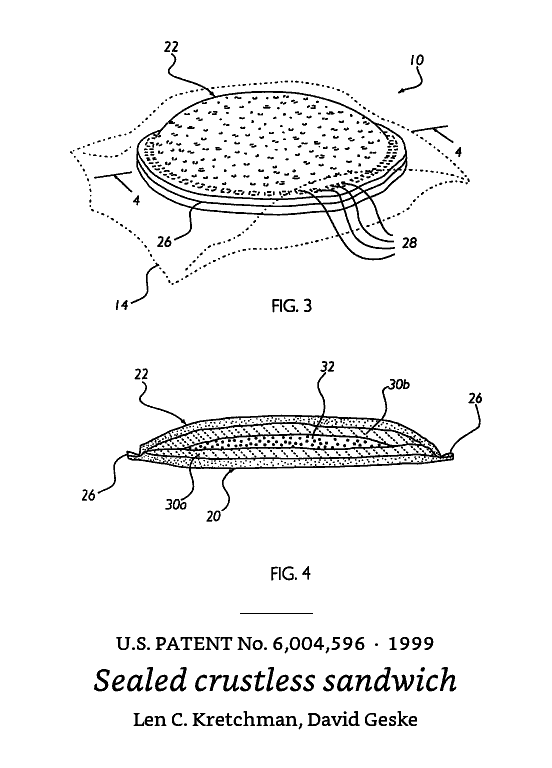 22
10
4
4
26
28
14
FIG. 3
32
22
30b
26
26
30a
20
FIG. 4
U.S. PATENT No. 6,004,596 · 1999
Sealed crustless sandwich
Len C. Kretchman, David Geske